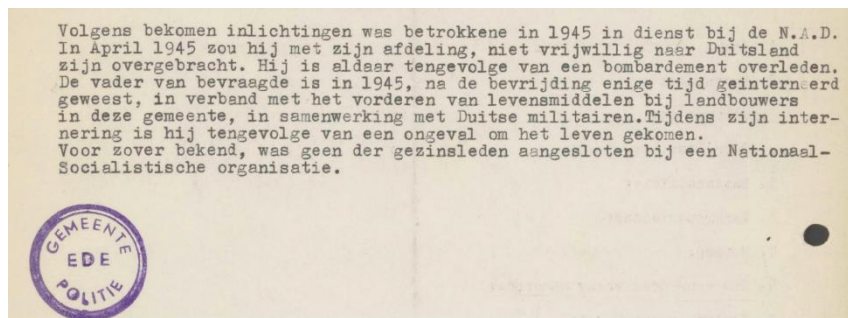 Volgens bekomen inlichtingen was betrokkene in 1945 in dienst bij de N.A.D.
In April 1945 zou hij met zijn afdeling, niet vrijwillig naar Duitsland
zijn overgebracht. Hij is aldaar tengevolge van een bombardement overleden.
De vader van bevraagde is in 1945, na de bevrijding enige tijd geinterneerd
geweest, in verband met het vorderen van levensmiddelen bij landbouwers
in deze gemeente, in samenwerking met Duitse militairen.Tijdens zijn inter-
nering is hij tengevolge van een ongeval om het leven gekomen.
Voor zover bekend, was geen der gezinsleden aangesloten bij een Nationaal-
Socialistische organisatie.
GEMEENTE
EDE
POLITIE